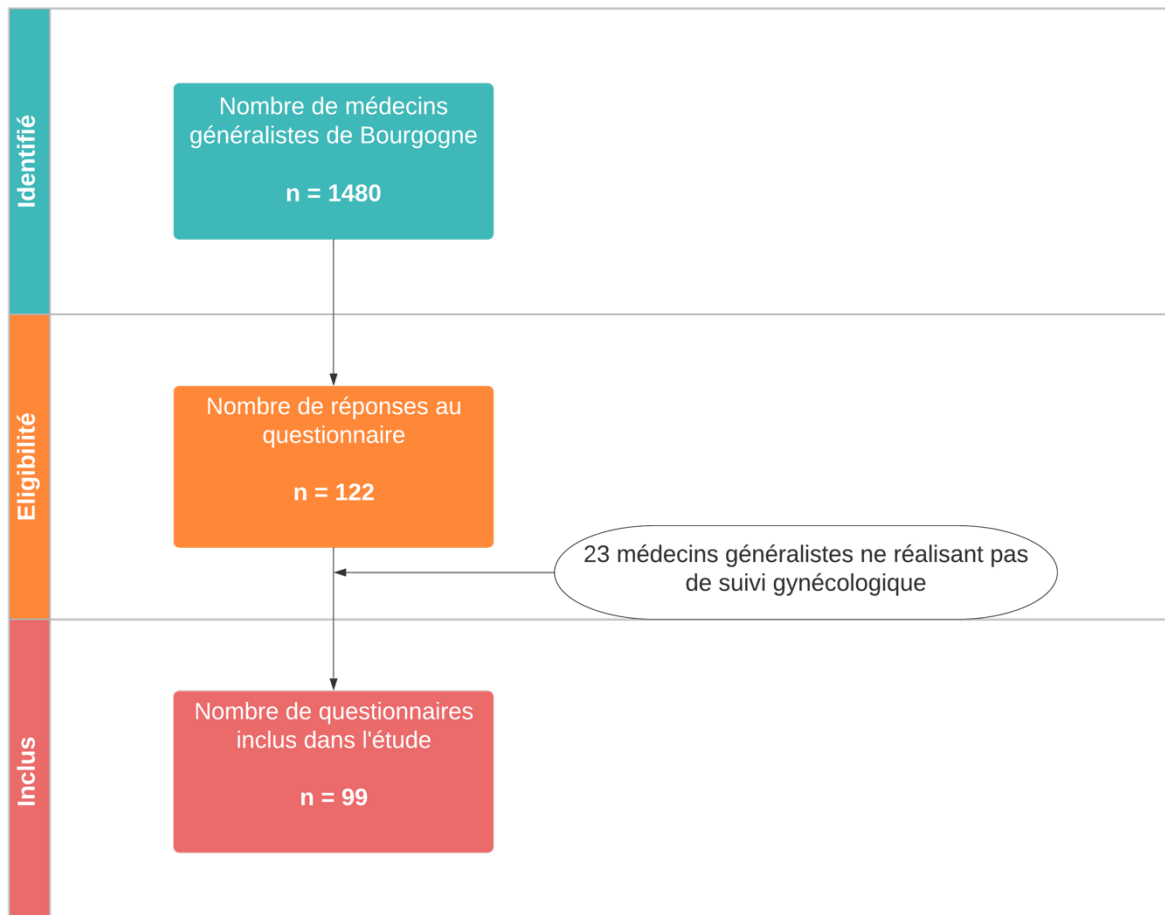 Identifié
Nombre de médecins
généralistes de Bourgogne
n = 1480
Eligibilité
Nombre de réponses au
questionnaire
n = 122
23 médecins généralistes ne réalisant pas
de suivi gynécologique
Inclus
Nombre de questionnaires
inclus dans l'étude
n = 99